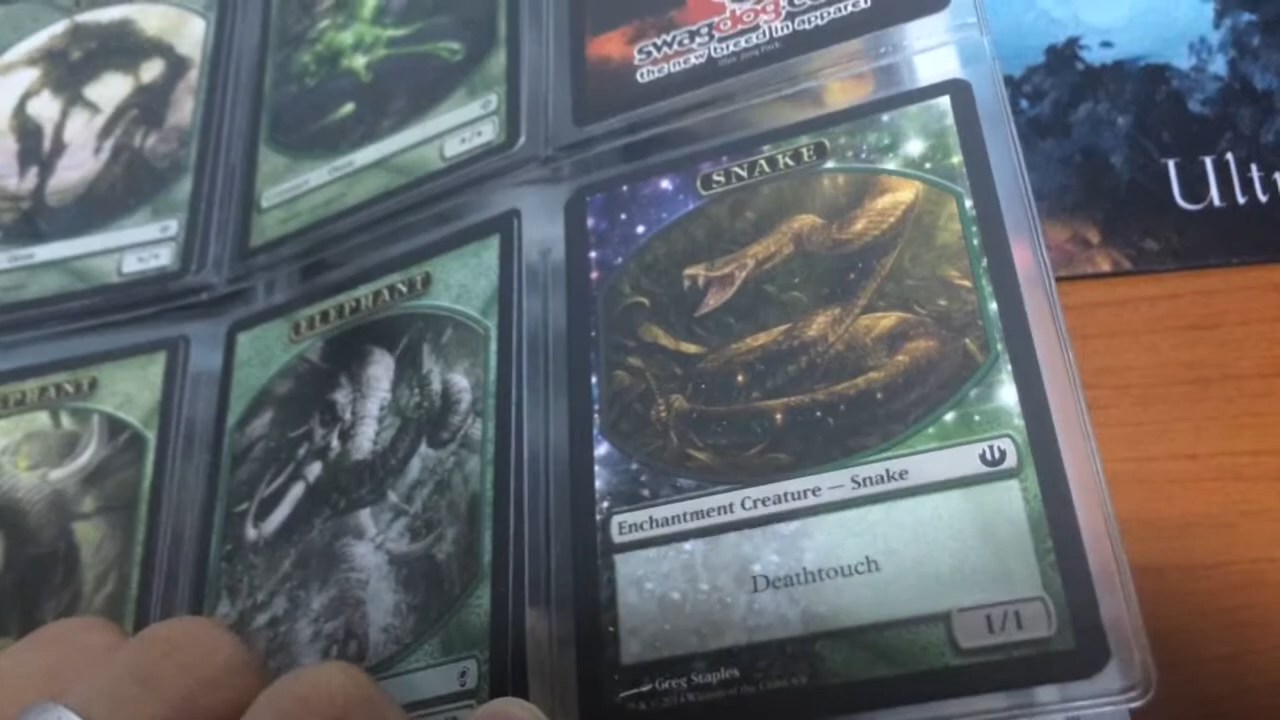 swagdog
the new breed in apparel
Ult
SNAKE
ELEPHANT
Enchantment Creature — Snake
Deathtouch
1/1
Greg Staples